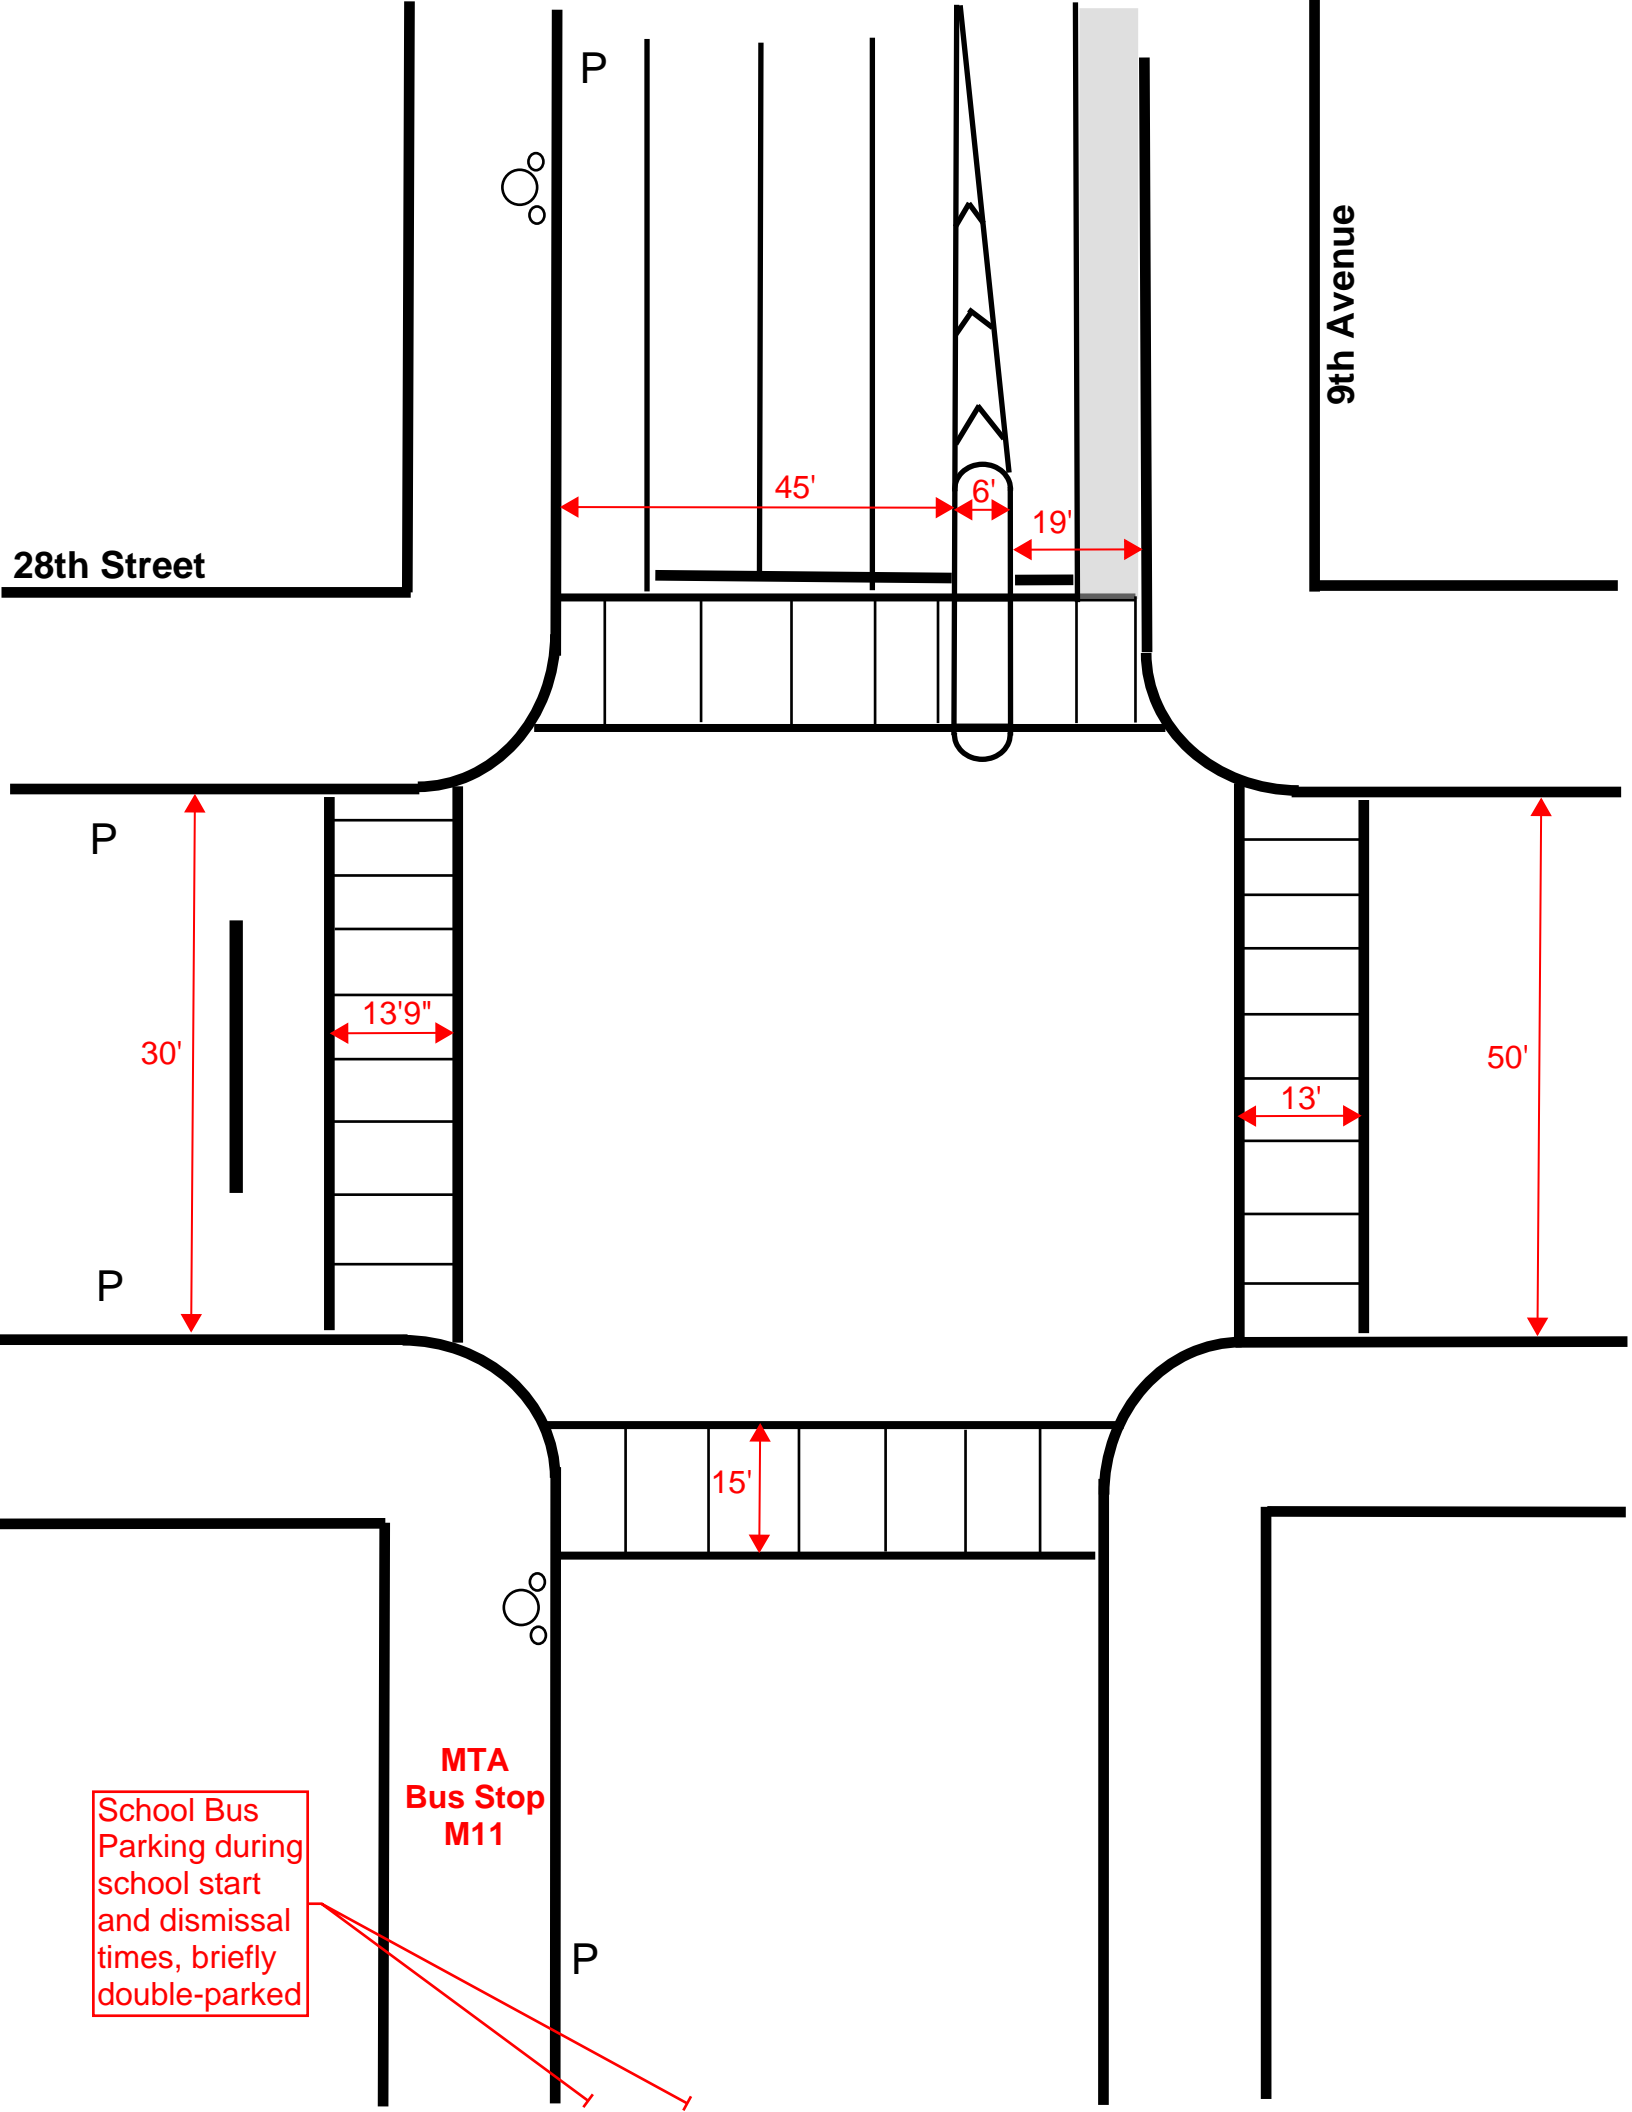 P
9th Avenue
45'
6'
19'
28th Street
P
13'9"
30'
50'
13'
P
15'
MTA
Bus Stop
M11
School Bus
Parking during
school start
and dismissal
times, briefly
double-parked
P